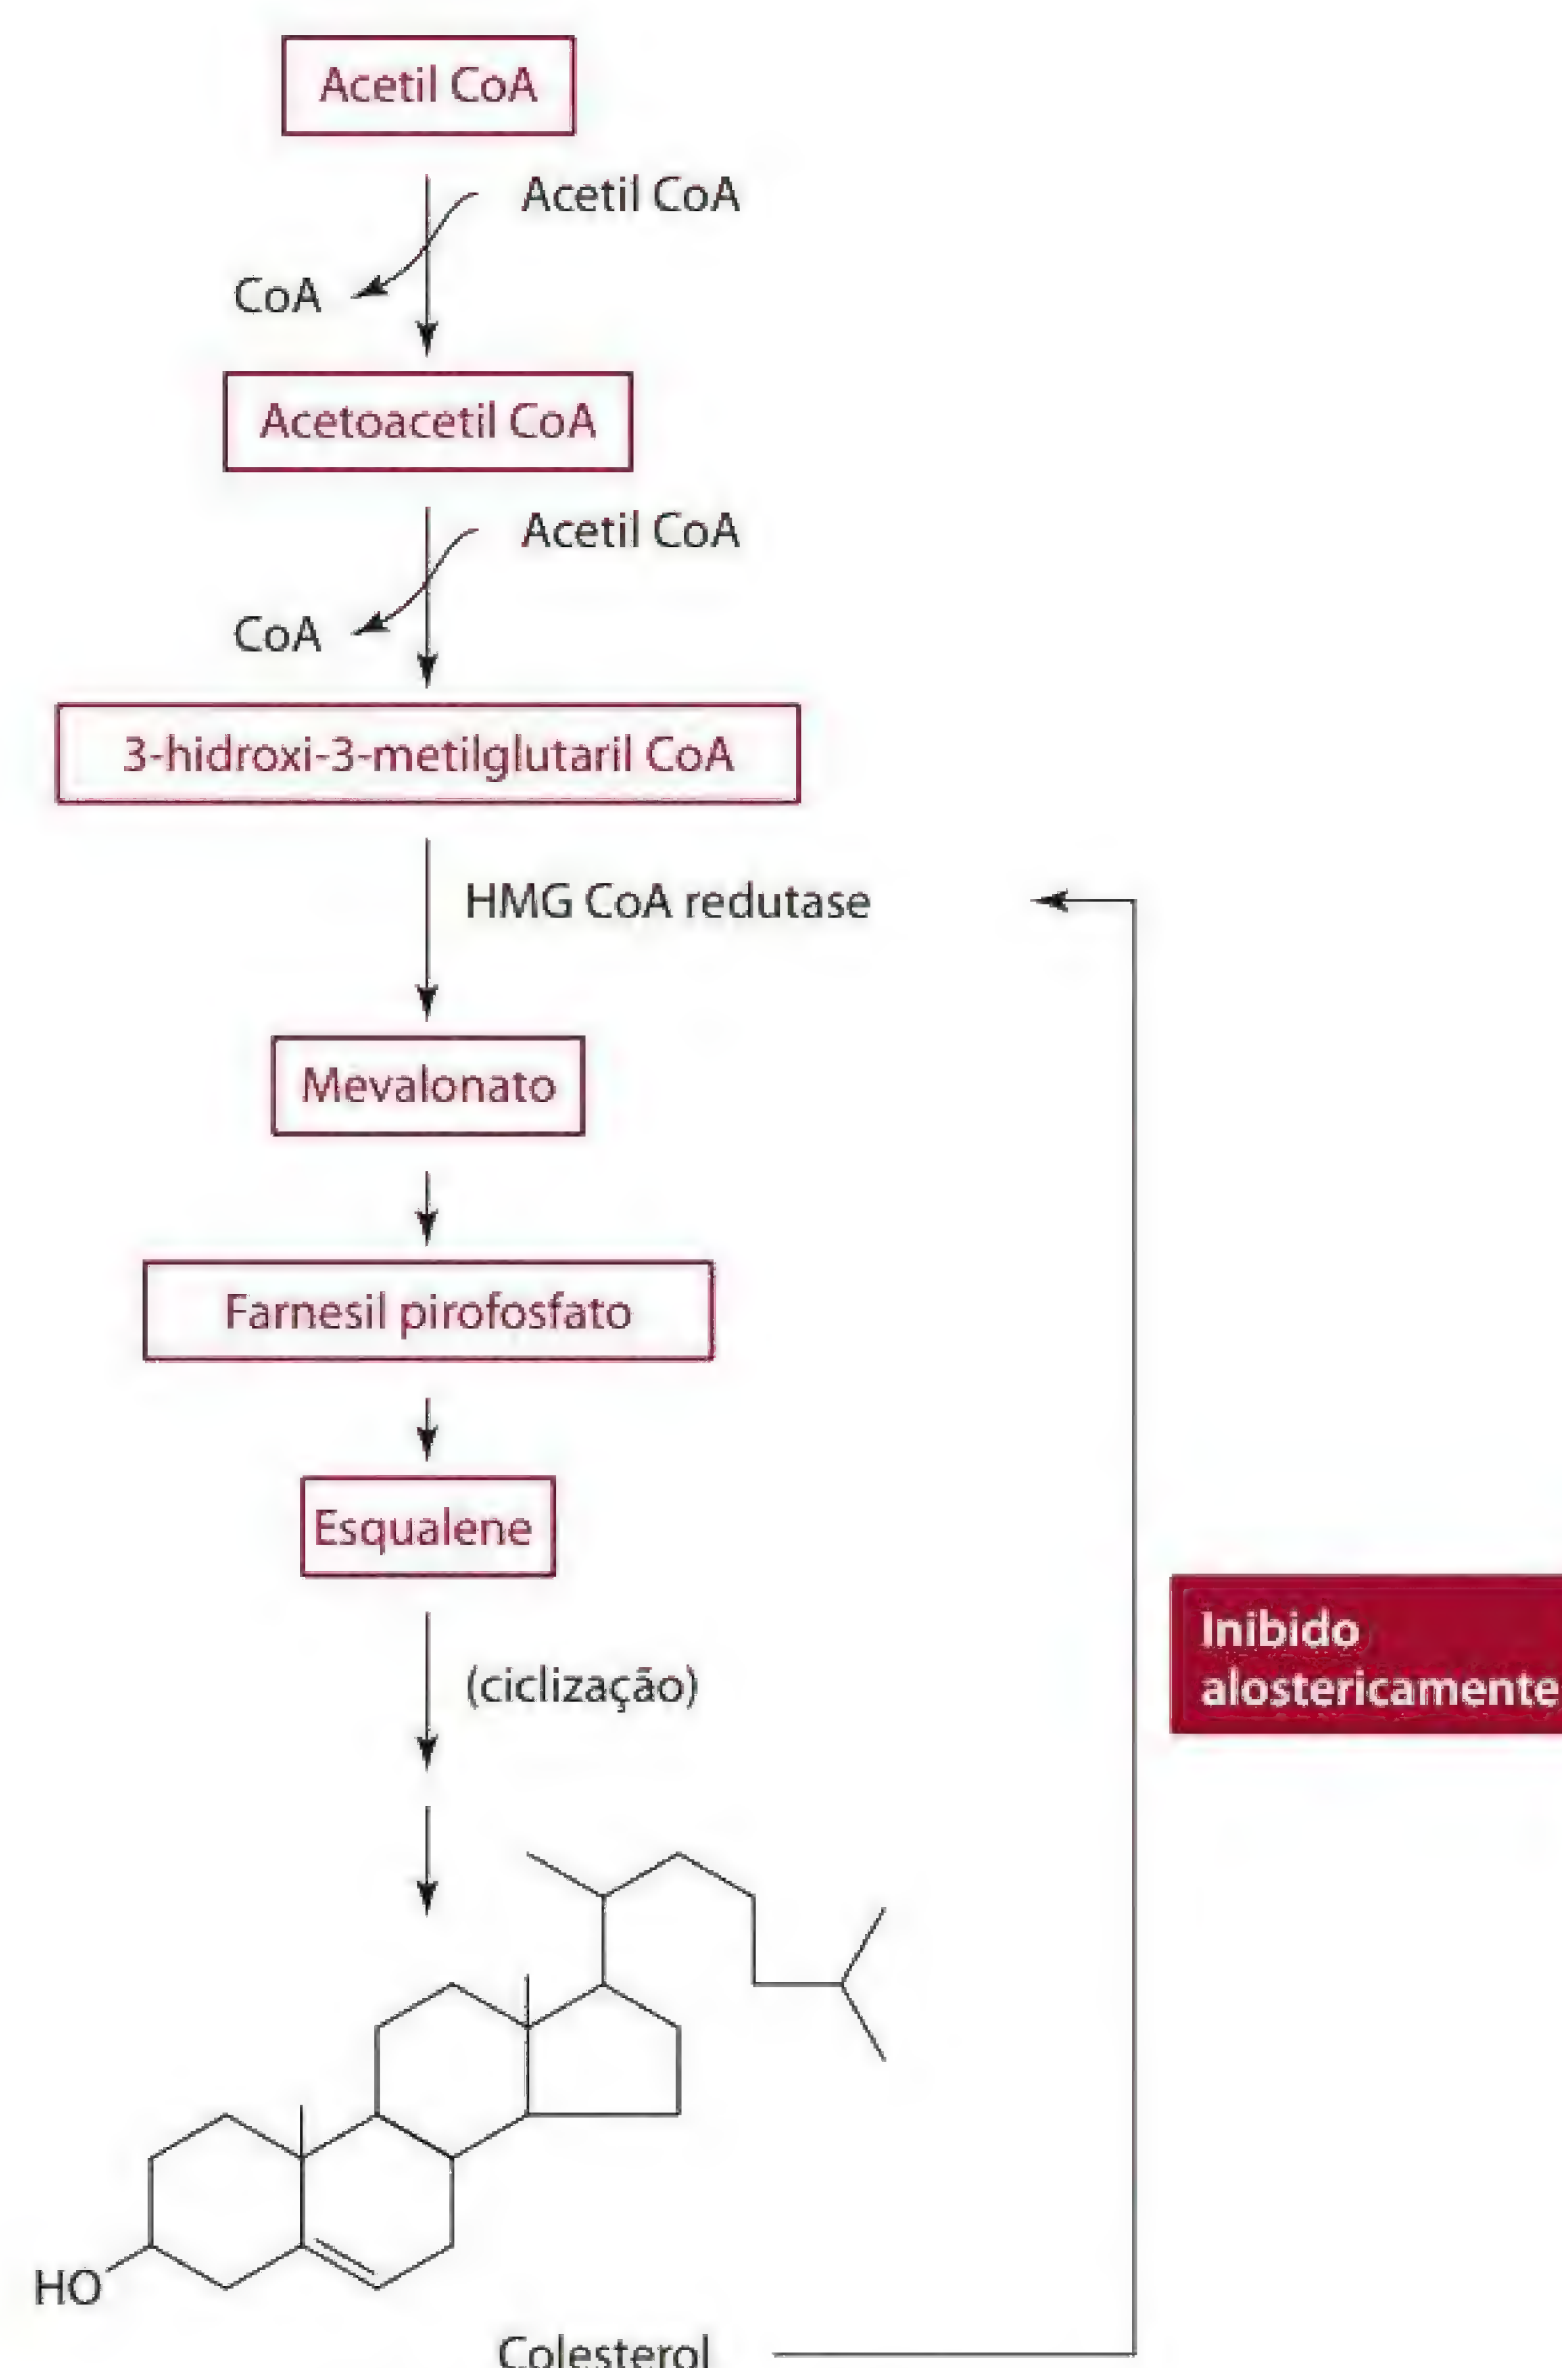 Acetil CoA
Acetil CoA
CoA
Acetoacetil CoA
Acetil CoA
CoA
3-hidroxi-3-metilglutaril CoA
HMG CoA redutase
Mevalonato
Farnesil pirofosfato
Esqualene
Inibido
alostericamente
(ciclização)
HO
Colesterol